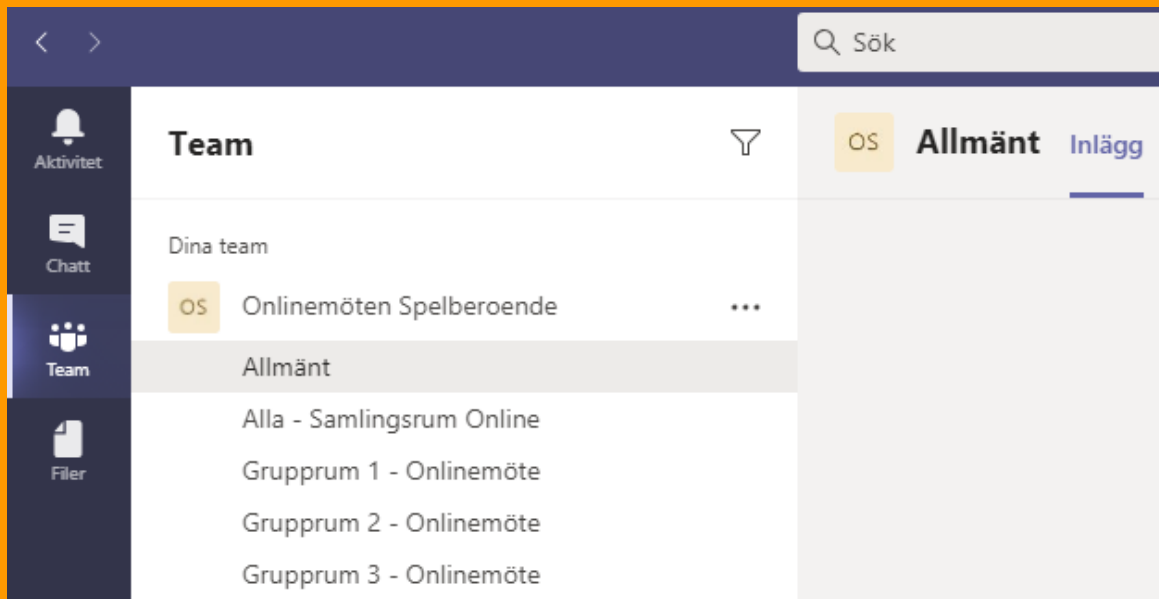 Sök
Aktivitet
Chatt
Team
Filer
Team
Dina team
OS Onlinemöten Spelberoende
Allmänt
Alla - Samlingsrum Online
Grupprum 1 - Onlinemöte
Grupprum 2 - Onlinemöte
Grupprum 3 - Onlinemöte
OS Allmänt Inlägg